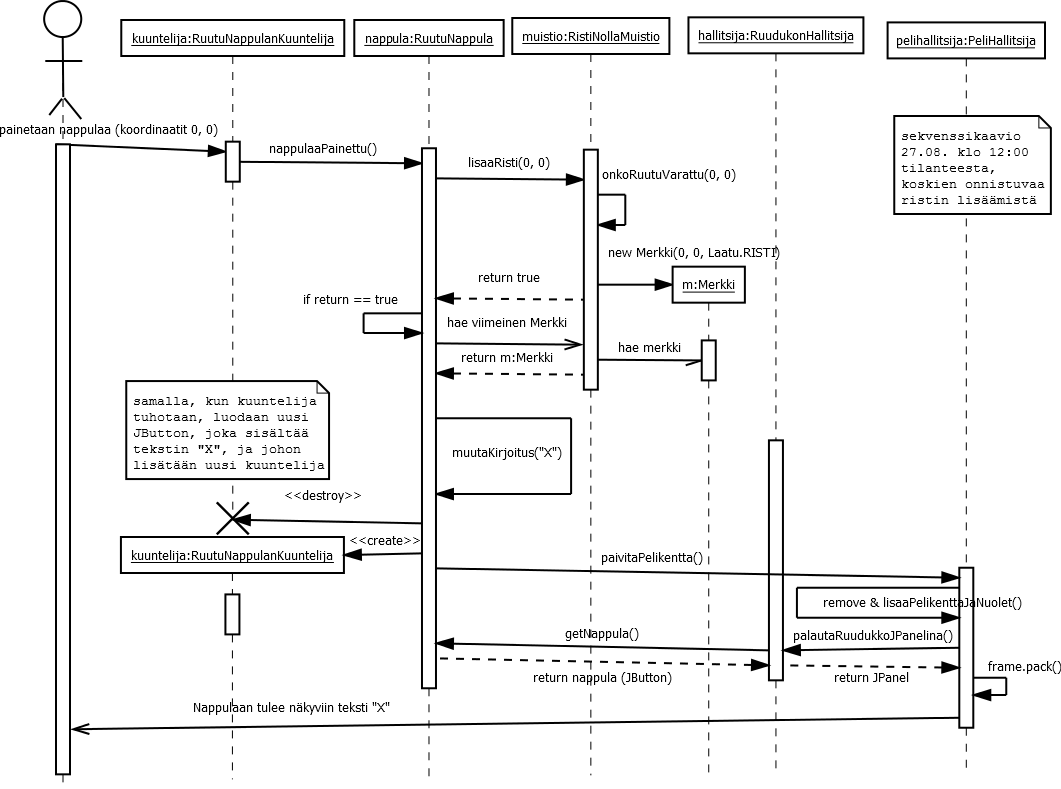 kuuntelija:RuutuNappulanKuuntelija
nappula:RuutuNappula
muistio:RistiNollaMuistio
hallitsija:RuudukonHallitsija
pelihallitsija:PeliHallitsija
painetaan nappulaa (koordinaatit 0, 0)
nappulaaPainettu()
lisaaRisti(0, 0)
onkoRuutuVarattu(0, 0)
sekvenssikaavio
27.08. klo 12:00
tilanteesta,
koskien onnistuvaa
ristin lisäämistä
new Merkki(0, 0, Laatu.RISTI)
return true
m:Merkki
if return == true
hae viimeinen Merkki
hae merkki
return m:Merkki
samalla, kun kuuntelija
tuhotaan, luodaan uusi
JButton, joka sisältää
tekstin "X", ja johon
lisätään uusi kuuntelija
muutaKirjoitus("X")
<<destroy>>
<<create>>
kuuntelija:RuutuNappulanKuuntelija
paivitaPelikentta()
remove & lisaaPelikenttaJaNuolet()
getNappula()
palautaRuudukkoJPanelina()
return nappula (JButton)
return JPanel
frame.pack()
Nappulaan tulee näkyviin teksti "X"